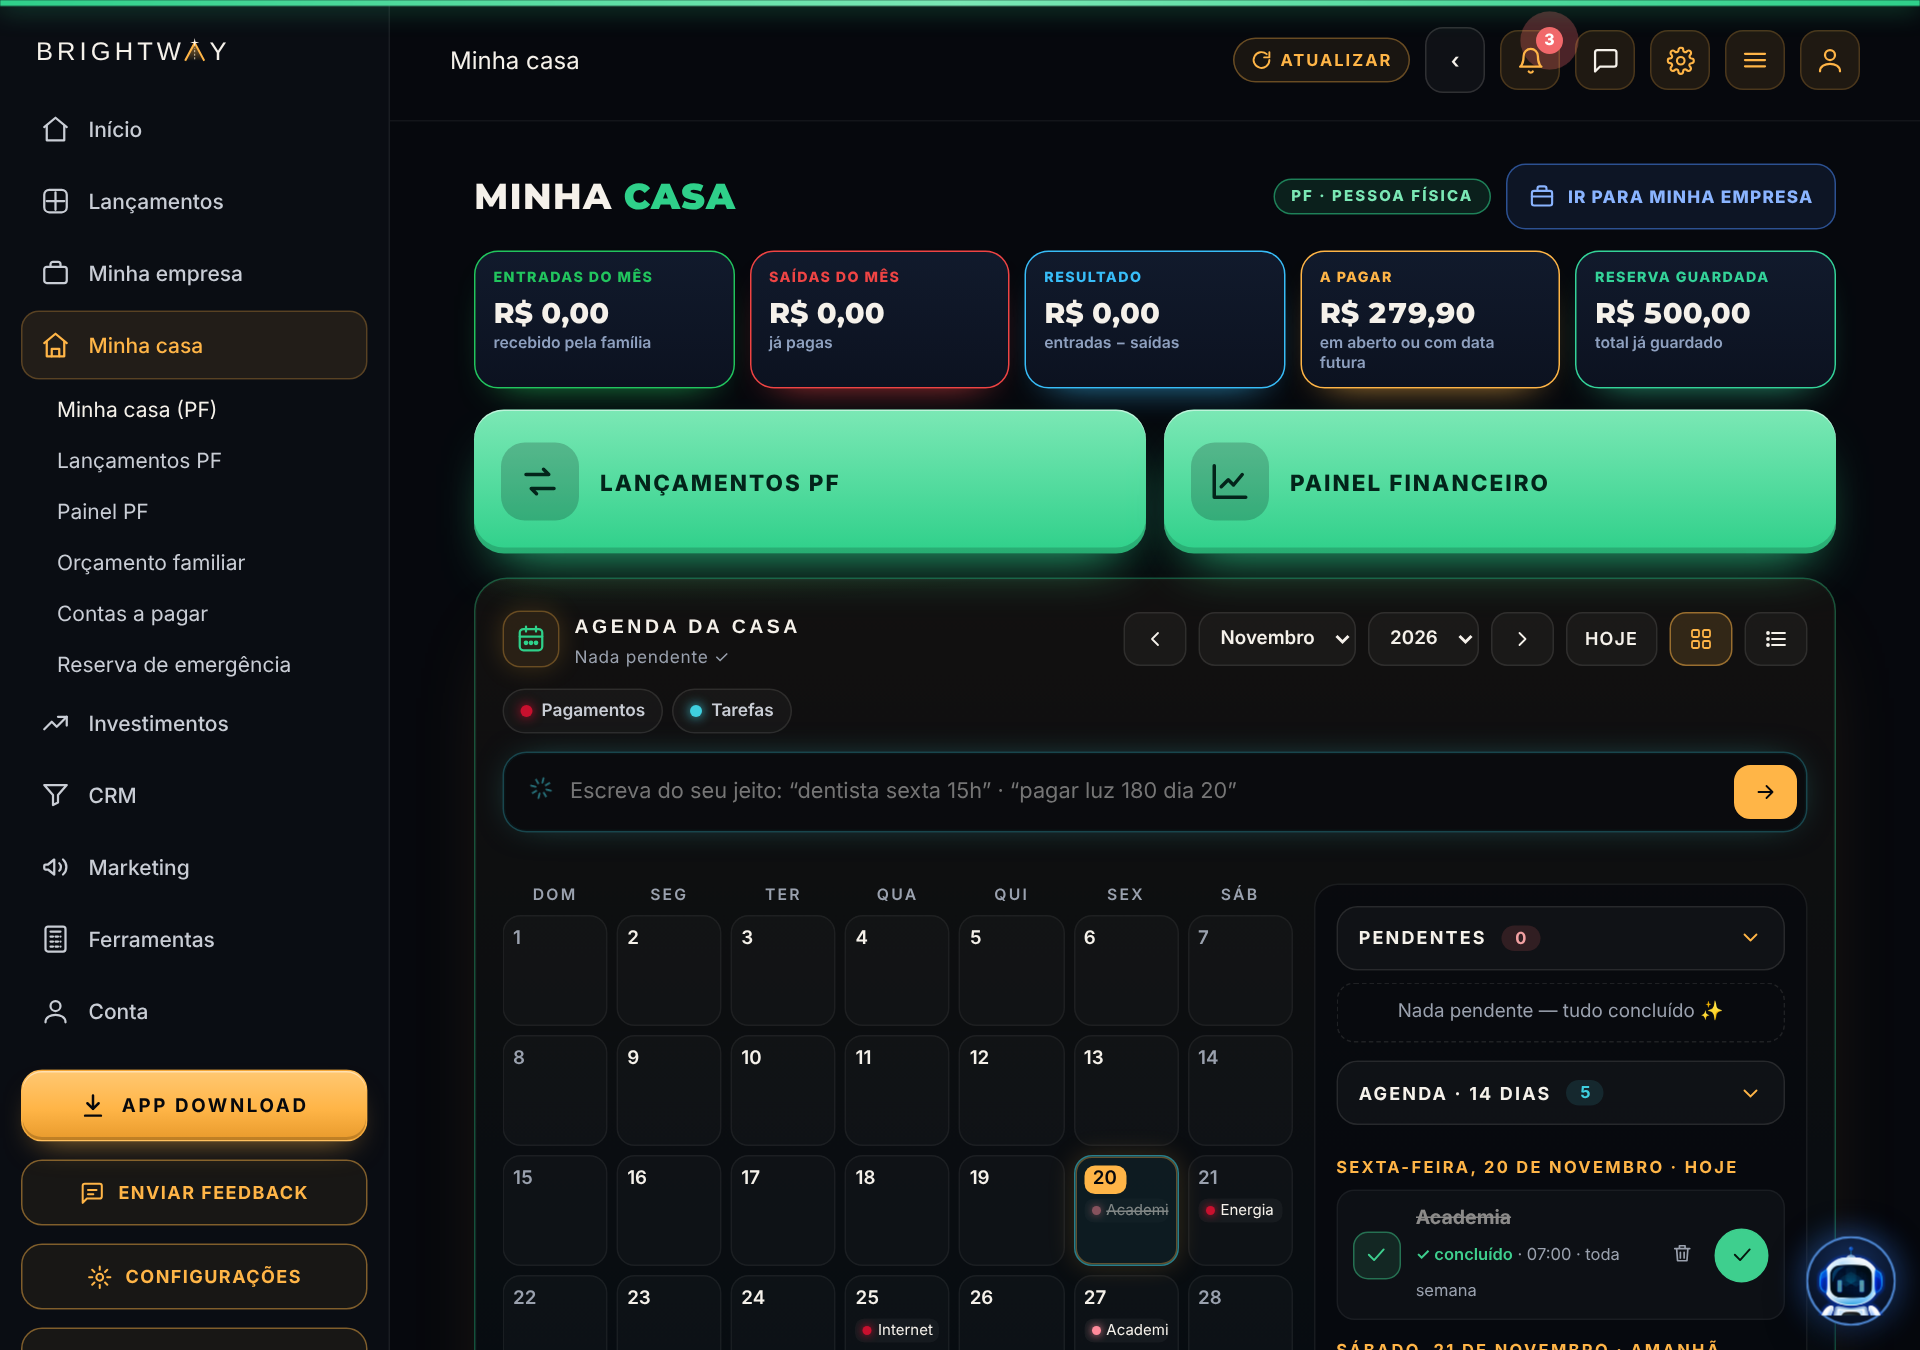 BRIGHTWAY
Início
Lançamentos
Minha empresa
Minha casa
Minha casa (PF)
Lançamentos PF
Painel PF
Orçamento familiar
Contas a pagar
Reserva de emergência
Investimentos
CRM
Marketing
Ferramentas
Conta
APP DOWNLOAD
ENVIAR FEEDBACK
CONFIGURAÇÕES
Minha casa
ATUALIZAR
3
MINHA CASA
PF · PESSOA FÍSICA
IR PARA MINHA EMPRESA
ENTRADAS DO MÊS
R$ 0,00
recebido pela família
SAÍDAS DO MÊS
R$ 0,00
já pagas
RESULTADO
R$ 0,00
entradas – saídas
A PAGAR
R$ 279,90
em aberto ou com data
futura
RESERVA GUARDADA
R$ 500,00
total já guardado
LANÇAMENTOS PF
PAINEL FINANCEIRO
AGENDA DA CASA
Nada pendente ✓
Novembro
2026
HOJE
Pagamentos
Tarefas
Escreva do seu jeito: “dentista sexta 15h” · “pagar luz 180 dia 20”
DOM SEG TER QUA QUI SEX SÁB
1 2 3 4 5 6 7
8 9 10 11 12 13 14
15 16 17 18 19 20 21
Academi
Energia
22 23 24 25 26 27 28
Internet
Academi
PENDENTES 0
Nada pendente — tudo concluído ✨
AGENDA · 14 DIAS 5
SEXTA-FEIRA, 20 DE NOVEMBRO · HOJE
Academia
✓ concluído · 07:00 · toda
semana
SÁBADO, 21 DE NOVEMBRO · AMANHÃ